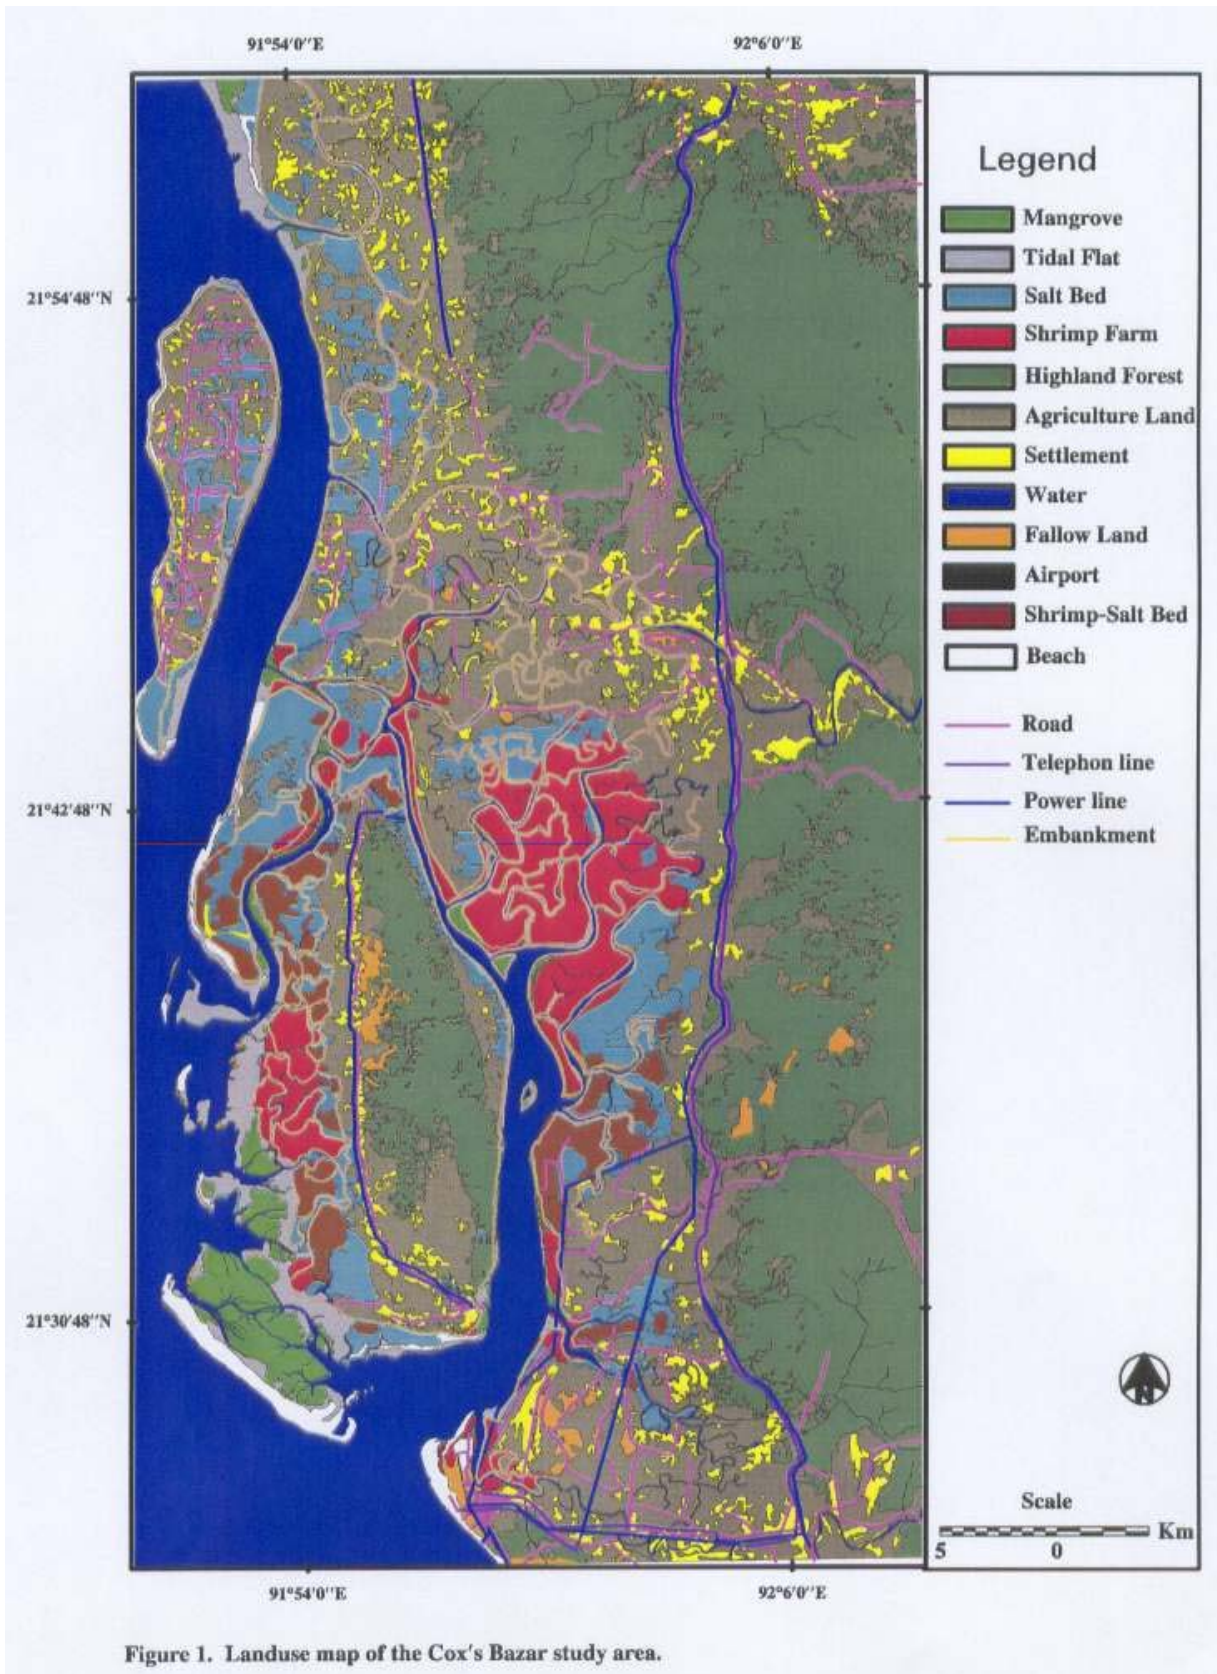 91°54'0''E
92°6'0''E
Legend
Mangrove
Tidal Flat
21°54'48''N
Salt Bed
Shrimp Farm
Highland Forest
Agriculture Land
Settlement
Water
Fallow Land
Airport
Shrimp-Salt Bed
Beach
Road
Telephon line
21°42'48''N
Power line
Embankment
21°30'48''N
N
Scale
Km
5 0
91°54'0''E
92°6'0''E
Figure 1. Landuse map of the Cox's Bazar study area.